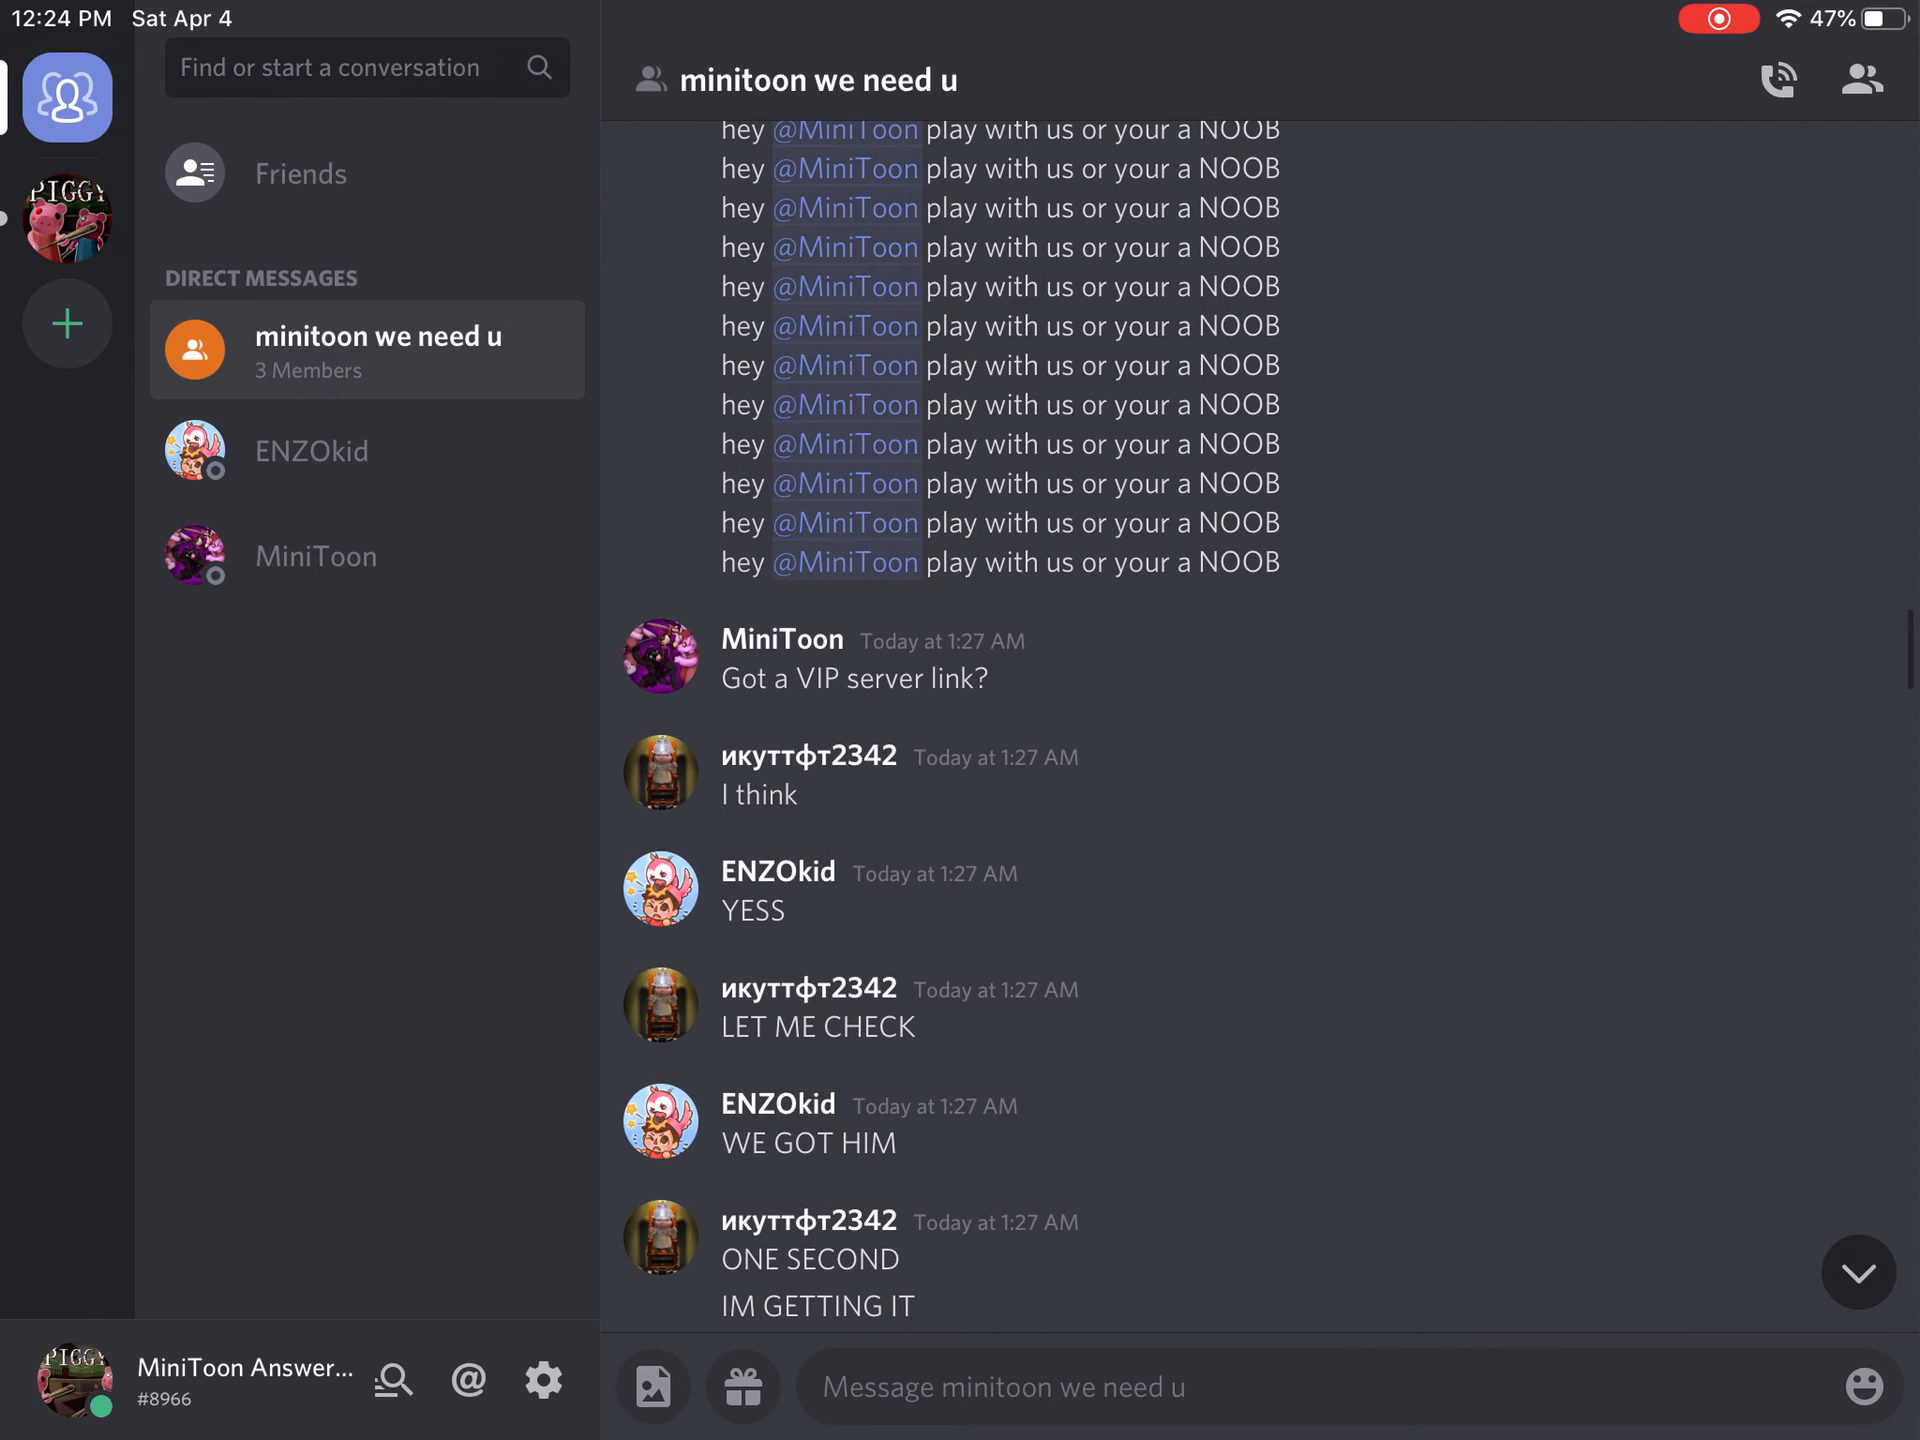 12:24 PM Sat Apr 4
47%
Find or start a conversation
Friends
DIRECT MESSAGES
minitoon we need u
3 Members
ENZOkid
MiniToon
PIGGY
MiniToon Answer...
#8966
PIGGY
minitoon we need u
hey @MiniToon play with us or your a NOOB
hey @MiniToon play with us or your a NOOB
hey @MiniToon play with us or your a NOOB
hey @MiniToon play with us or your a NOOB
hey @MiniToon play with us or your a NOOB
hey @MiniToon play with us or your a NOOB
hey @MiniToon play with us or your a NOOB
hey @MiniToon play with us or your a NOOB
hey @MiniToon play with us or your a NOOB
hey @MiniToon play with us or your a NOOB
hey @MiniToon play with us or your a NOOB
hey @MiniToon play with us or your a NOOB
MiniToon Today at 1:27 AM
Got a VIP server link?
икуттфт2342 Today at 1:27 AM
I think
ENZOkid Today at 1:27 AM
YESS
икуттфт2342 Today at 1:27 AM
LET ME CHECK
ENZOkid Today at 1:27 AM
WE GOT HIM
икуттфт2342 Today at 1:27 AM
ONE SECOND
IM GETTING IT
Message minitoon we need u